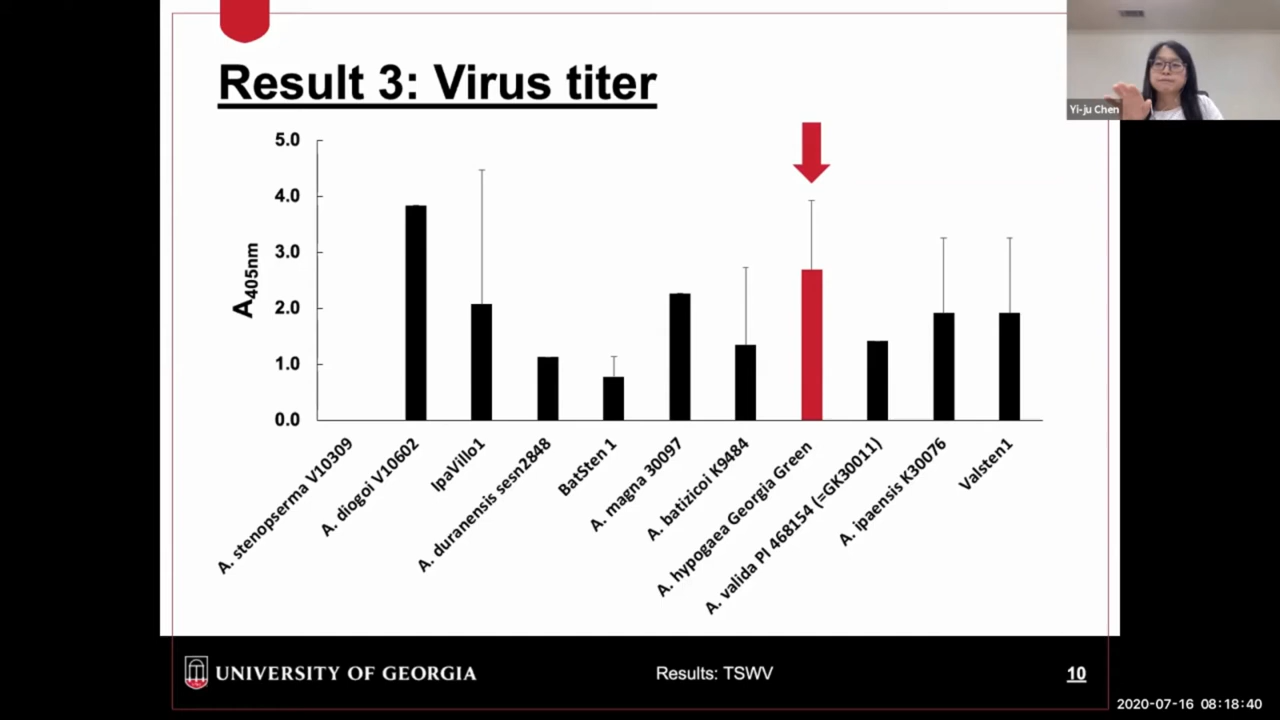 Result 3: Virus titer
Yi-ju Chen
5.0
4.0
3.0
2.0
1.0
0.0
A405nm
A. stenopserma V10309
A. diogoi V10602
IpaVillo1
A. duranensis sesn2848
BatSten 1
A. magna 30097
A. batizicoi K9484
A. hypogaea Georgia Green
A. valida PI 468154 (=GK30011)
A. ipaensis K30076
Valsten1
UNIVERSITY OF GEORGIA
Results: TSWV
10
2020-07-16 08:18:40